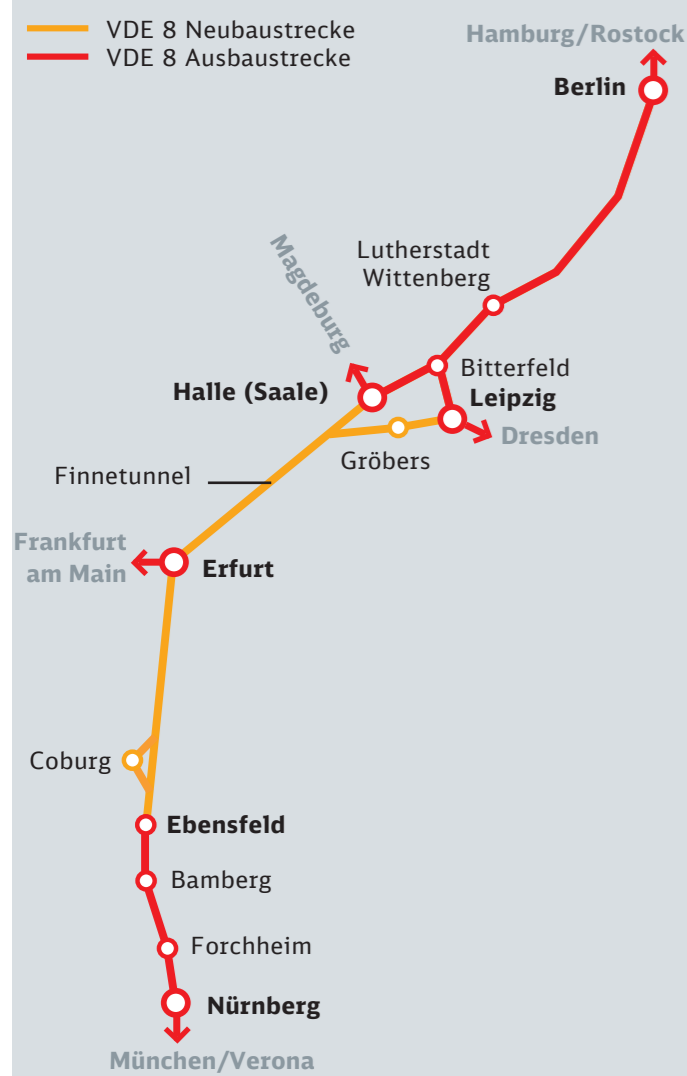 VDE 8 Neubaustrecke
VDE 8 Ausbaustrecke
Hamburg/Rostock
Berlin
Lutherstadt
Wittenberg
Magdeburg
Bitterfeld
Halle (Saale)
Leipzig
Dresden
Gröbers
Finnetunnel
Frankfurt
am Main
Erfurt
Coburg
Ebensfeld
Bamberg
Forchheim
Nürnberg
München/Verona